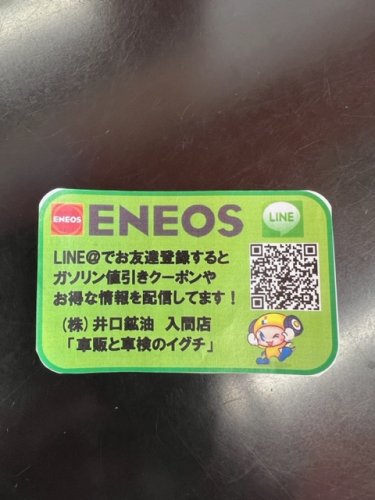 ENEOS ENEOS LINE
LINE@でお友達登録すると
ガソリン値引きクーポンや
お得な情報を配信してます！
（株）井口鉱油 入間店
「車販と車検のイグチ」